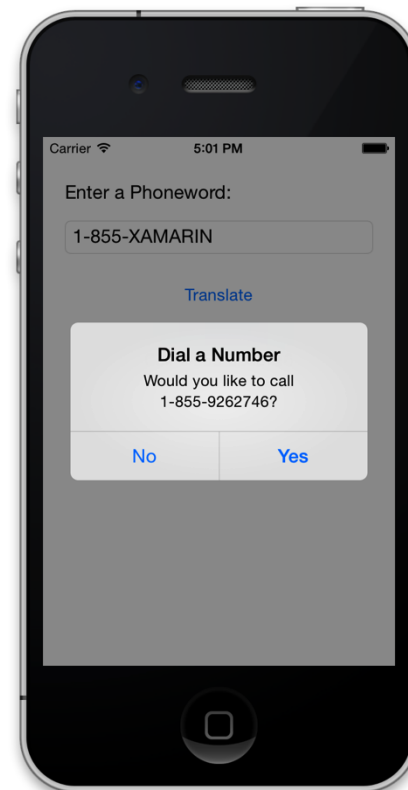 Carrier 5:01 PM
Enter a Phoneword:
1-855-XAMARIN
Translate
Dial a Number
Would you like to call
1-855-9262746?
No Yes